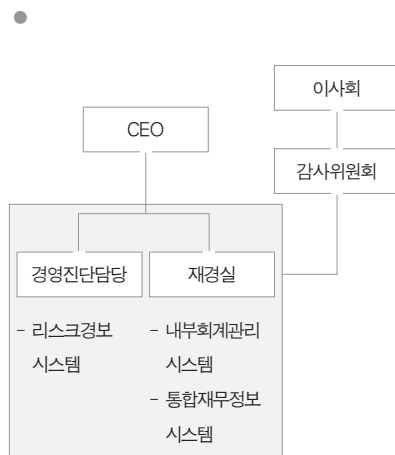 이사회
CEO
감사위원회
경영진단담당
재경실
- 리스크경보
시스템
- 내부회계관리
시스템
- 통합재무정보
시스템